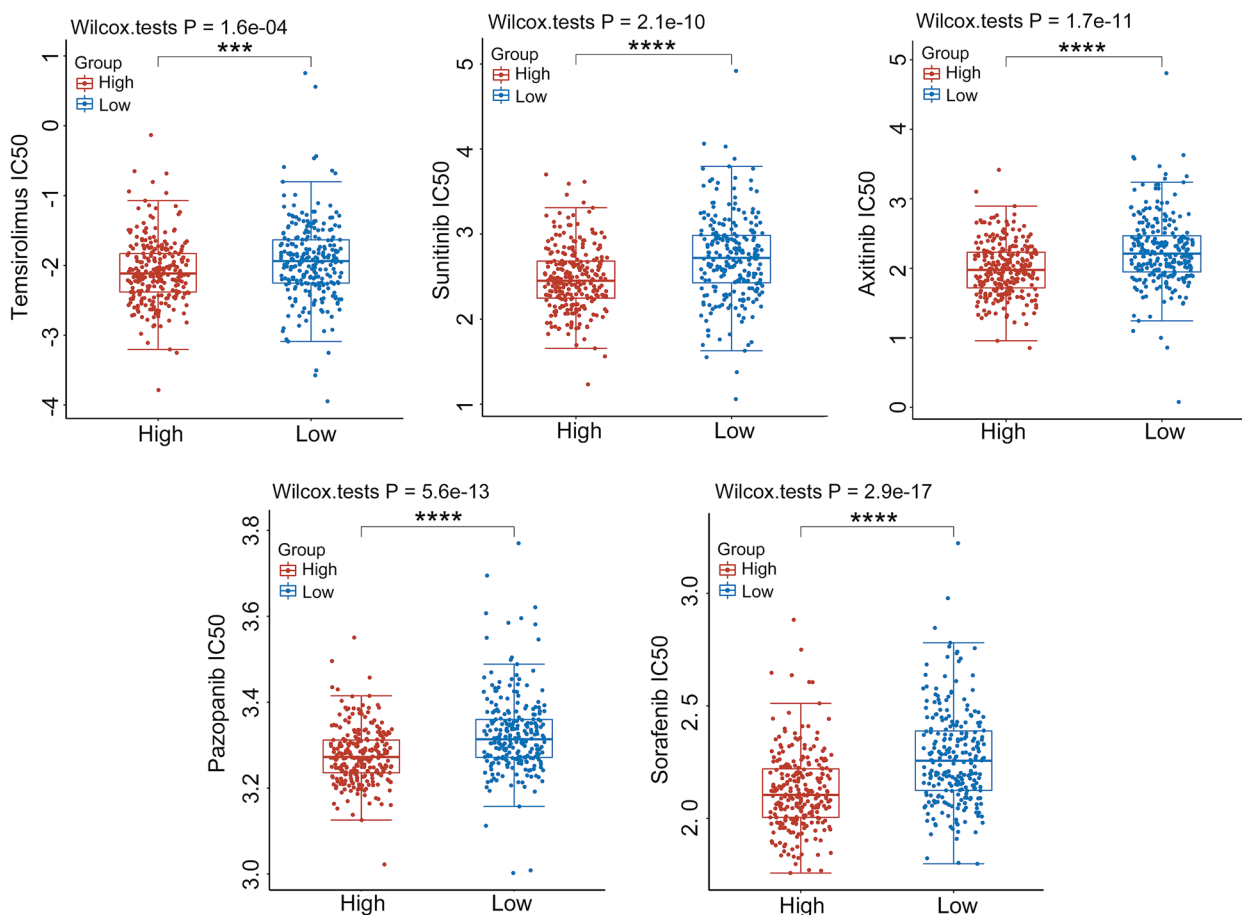 Wilcox.tests P = 1.6e-04
***
Group
High
Low
Temsirolimus IC50
1
0
-1
-2
-3
-4
High
Low
Wilcox.tests P = 2.1e-10
****
Group
High
Low
Sunitinib IC50
5
4
3
2
1
High
Low
Wilcox.tests P = 1.7e-11
****
Group
High
Low
Axitinib IC50
5
4
3
2
1
0
High
Low
Wilcox.tests P = 5.6e-13
****
Group
High
Low
Pazopanib IC50
3.8
3.6
3.4
3.2
3.0
High
Low
Wilcox.tests P = 2.9e-17
****
Group
High
Low
Sorafenib IC50
3.0
2.5
2.0
High
Low